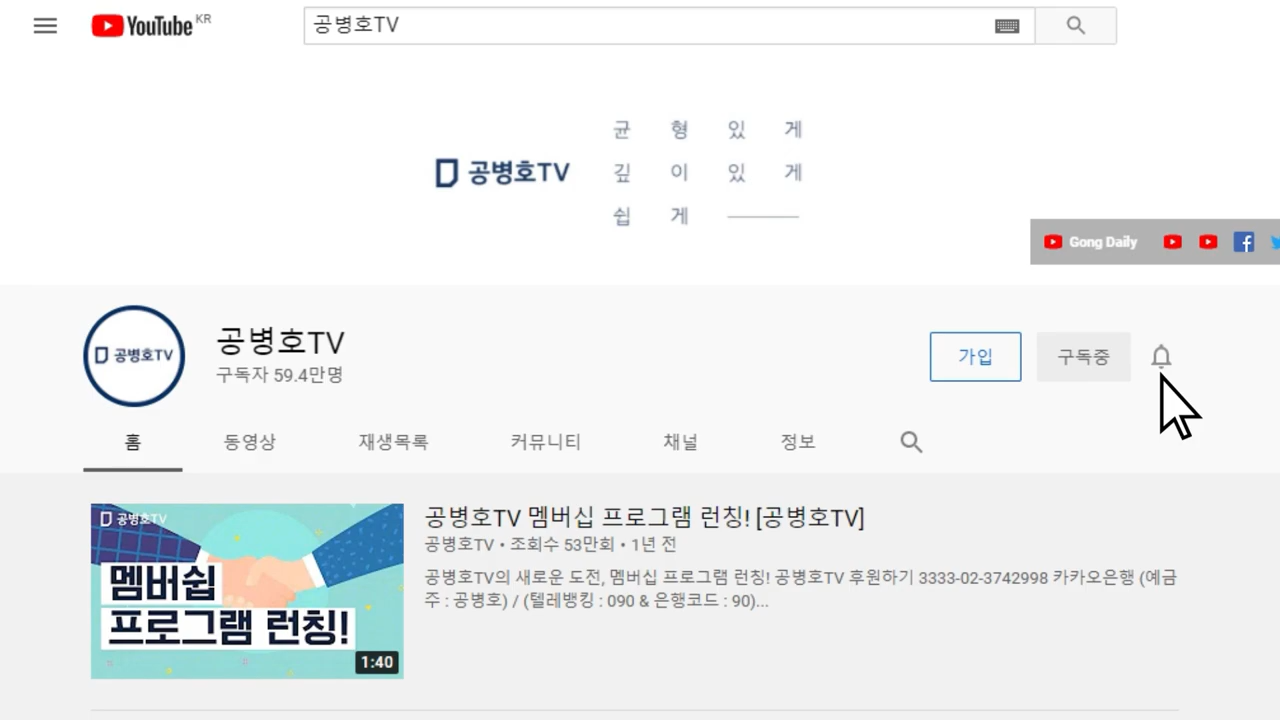 YouTube KR
공병호TV
균 형 있 게
공병호TV
깊 이 있 게
쉽 게
Gong Daily
공병호TV
공병호TV
구독자 59.4만명
가입
구독중
홈
동영상
재생목록
커뮤니티
채널
정보
공병호TV
멤버쉽
프로그램 런칭!
1:40
공병호TV 멤버십 프로그램 런칭! [공병호TV]
공병호TV • 조회수 53만회 • 1년 전
공병호TV의 새로운 도전, 멤버십 프로그램 런칭! 공병호TV 후원하기 3333-02-3742998 카카오은행 (예금
주 : 공병호) / (텔레뱅킹 : 090 & 은행코드 : 90)...